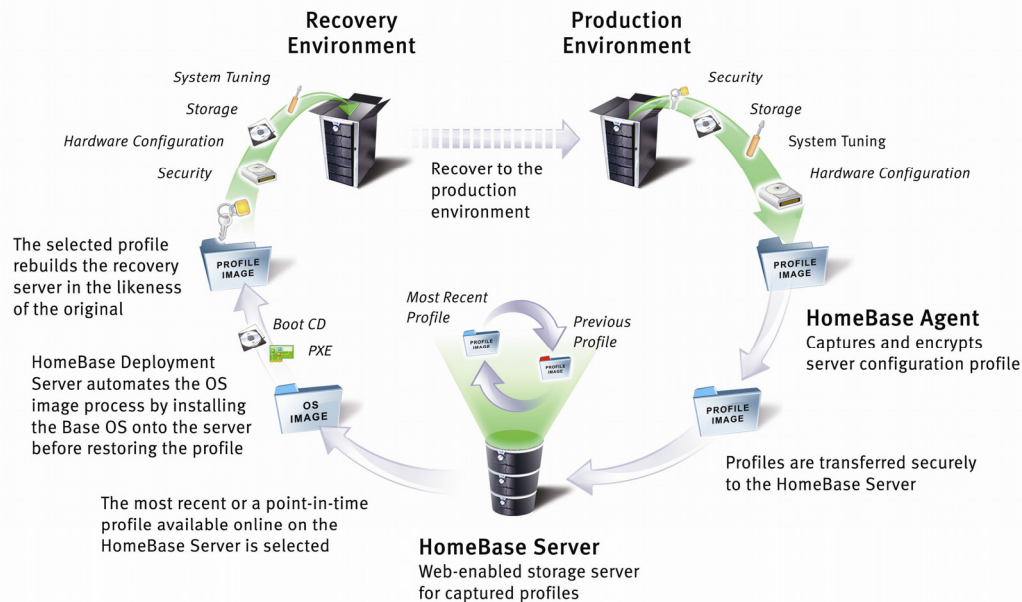 Recovery
Environment
Production
Environment
System Tuning
Storage
Hardware Configuration
Security
Security
Storage
System Tuning
Hardware Configuration
Recover to the
production
environment
PROFILE
IMAGE
The selected profile
rebuilds the recovery
server in the likeness
of the original
PROFILE
IMAGE
HomeBase Agent
Captures and encrypts
server configuration profile
Most Recent
Profile
Previous
Profile
PROFILE
IMAGE
PROFILE
IMAGE
Boot CD
PXE
HomeBase Deployment
Server automates the OS
image process by installing
the Base OS onto the server
before restoring the profile
OS
IMAGE
PROFILE
IMAGE
Profiles are transferred securely
to the HomeBase Server
The most recent or a point-in-time
profile available online on the
HomeBase Server is selected
HomeBase Server
Web-enabled storage server
for captured profiles